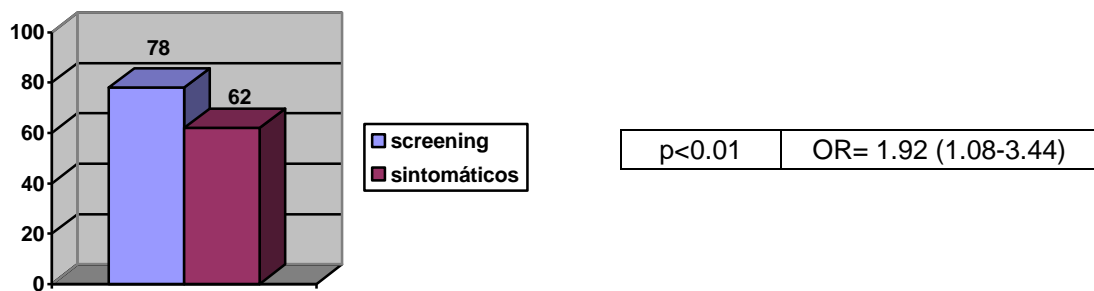 100
80
60
40
20
0
78
62
screening
sintomáticos
p<0.01 OR= 1.92 (1.08-3.44)